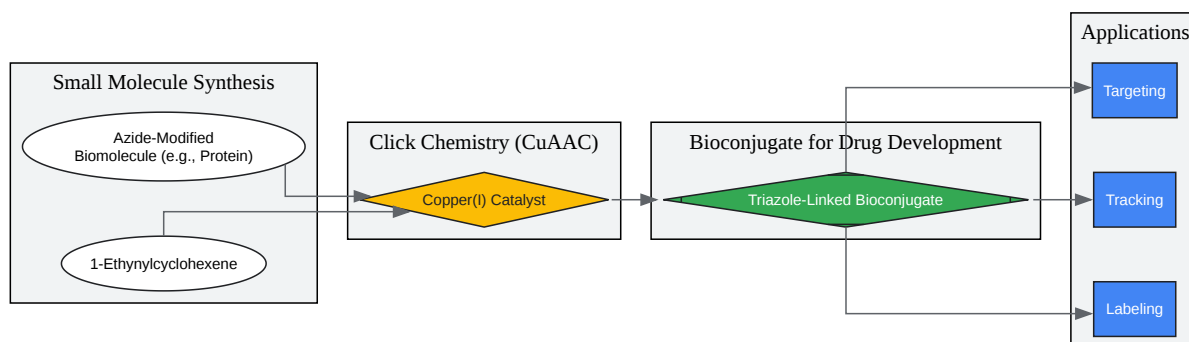 Small Molecule Synthesis
Azide-Modified
Biomolecule (e.g., Protein)
1-Ethynylcyclohexene
Click Chemistry (CuAAC)
Copper(I) Catalyst
Bioconjugate for Drug Development
Triazole-Linked Bioconjugate
Applications
Targeting
Tracking
Labeling